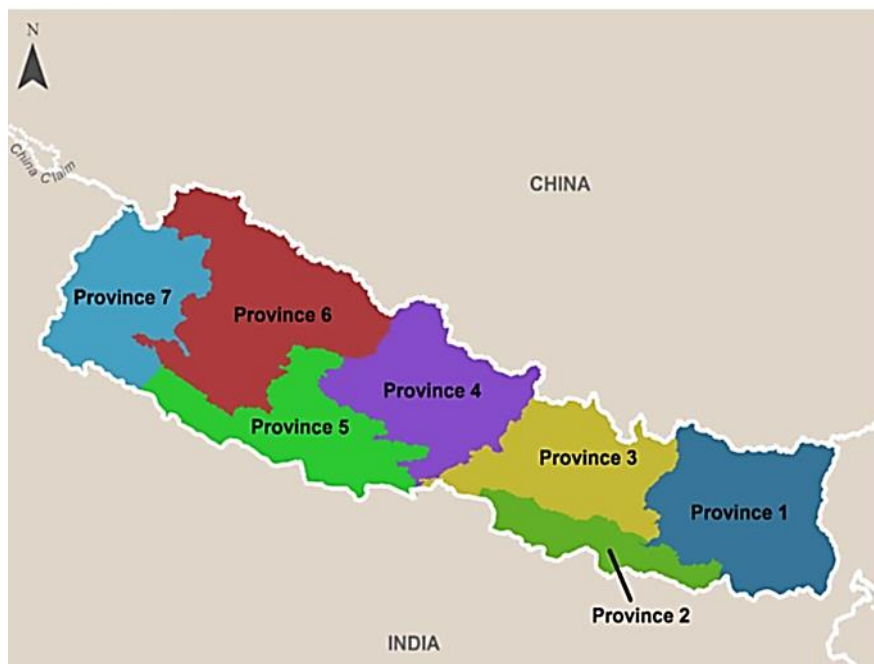 N
China Claim
CHINA
Province 7
Province 6
Province 4
Province 5
Province 3
Province 1
Province 2
INDIA